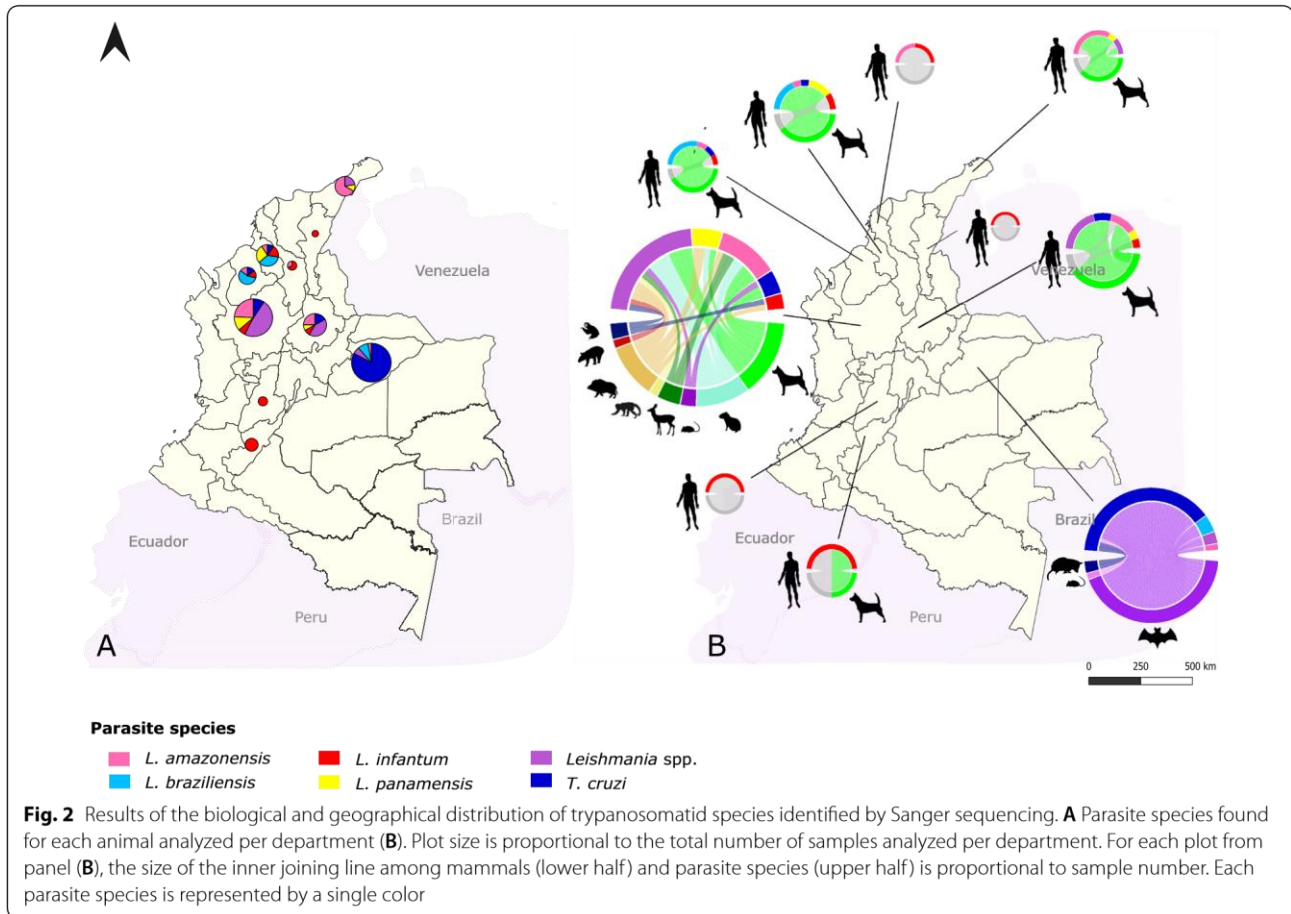 A
Venezuela
Brazil
Ecuador
Peru
Venezuela
Brazil
Ecuador
Peru
B
0 250 500 km
Parasite species
L. amazonensis
L. infantum
Leishmania spp.
L. braziliensis
L. panamensis
T. cruzi
Fig. 2 Results of the biological and geographical distribution of trypanosomatid species identified by Sanger sequencing. A Parasite species found
for each animal analyzed per department (B). Plot size is proportional to the total number of samples analyzed per department. For each plot from
panel (B), the size of the inner joining line among mammals (lower half) and parasite species (upper half) is proportional to sample number. Each
parasite species is represented by a single color